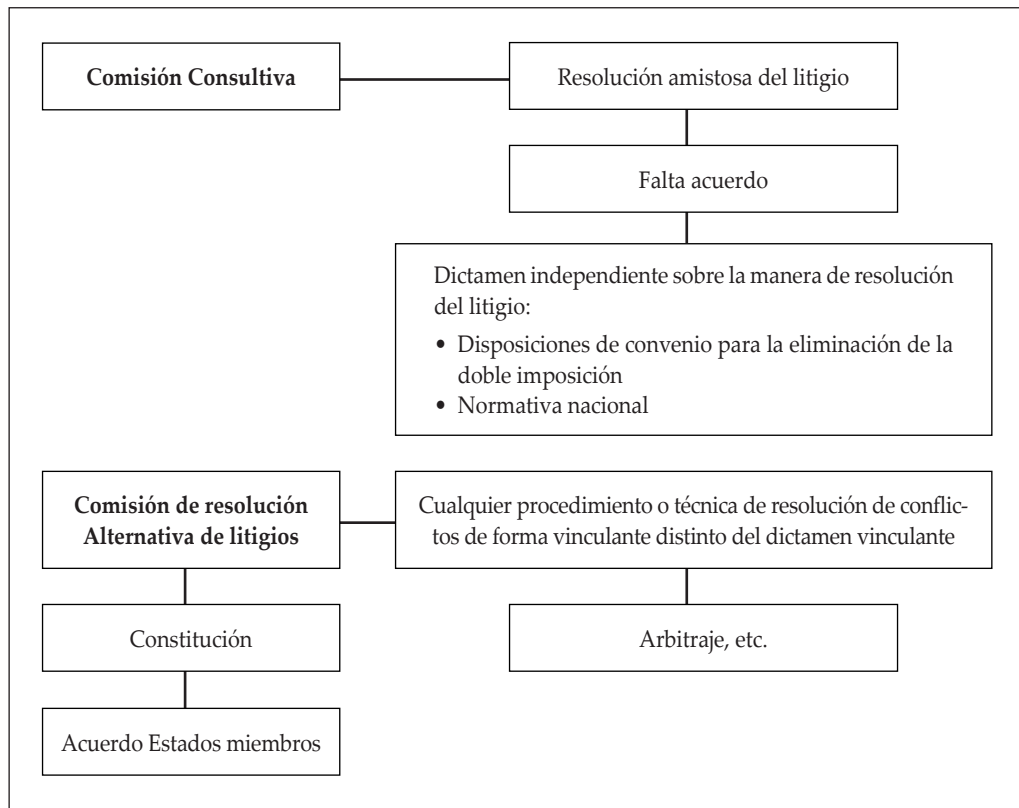 Comisión Consultiva
Resolución amistosa del litigio
Falta acuerdo
Dictamen independiente sobre la manera de resolución
del litigio:
• Disposiciones de convenio para la eliminación de la
doble imposición
• Normativa nacional
Comisión de resolución
Alternativa de litigios
Cualquier procedimiento o técnica de resolución de conflic-
tos de forma vinculante distinto del dictamen vinculante
Constitución
Arbitraje, etc.
Acuerdo Estados miembros